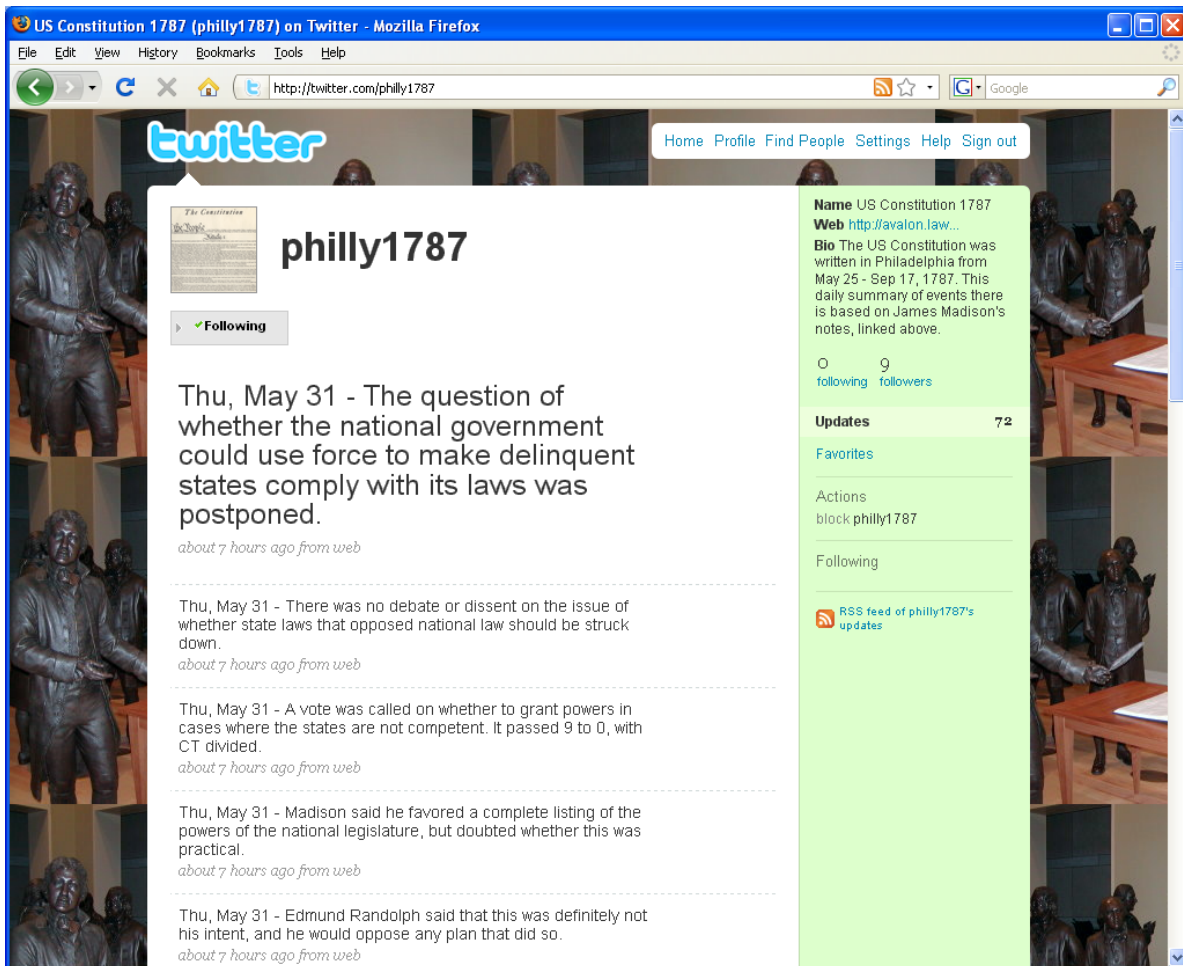 US Constitution 1787 (philly1787) on Twitter - Mozilla Firefox
File Edit View History Bookmarks Tools Help
http://twitter.com/philly1787
G
Google
twitter
Home Profile Find People Settings Help Sign out
The Constitution
the People
philly1787
Following
Thu, May 31 - The question of
whether the national government
could use force to make delinquent
states comply with its laws was
postponed.
about 7 hours ago from web
Thu, May 31 - There was no debate or dissent on the issue of
whether state laws that opposed national law should be struck
down.
about 7 hours ago from web
Thu, May 31 - A vote was called on whether to grant powers in
cases where the states are not competent. It passed 9 to 0, with
CT divided.
about 7 hours ago from web
Thu, May 31 - Madison said he favored a complete listing of the
powers of the national legislature, but doubted whether this was
practical.
about 7 hours ago from web
Thu, May 31 - Edmund Randolph said that this was definitely not
his intent, and he would oppose any plan that did so.
about 7 hours ago from web
Name US Constitution 1787
Web http://avalon.law...
Bio The US Constitution was
written in Philadelphia from
May 25 - Sep 17, 1787. This
daily summary of events there
is based on James Madison's
notes, linked above.
0 9
following followers
Updates 72
Favorites
Actions
block philly1787
Following
RSS feed of philly1787's
updates